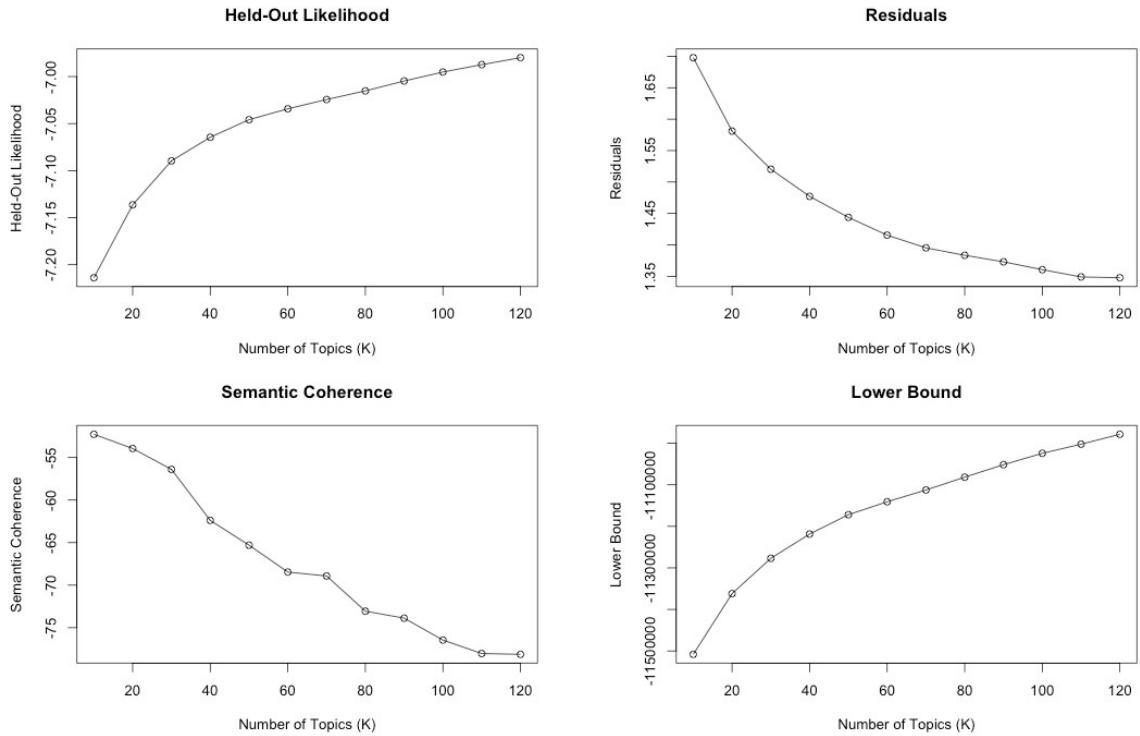 Held-Out Likelihood
Held-Out Likelihood
-7.00
-7.05
-7.10
-7.15
-7.20
20 40 60 80 100 120
Number of Topics (K)
Residuals
Residuals
1.65
1.55
1.45
1.35
20 40 60 80 100 120
Number of Topics (K)
Semantic Coherence
Semantic Coherence
-55
-60
-65
-70
-75
20 40 60 80 100 120
Number of Topics (K)
Lower Bound
Lower Bound
-11100000
-11300000
-11500000
20 40 60 80 100 120
Number of Topics (K)